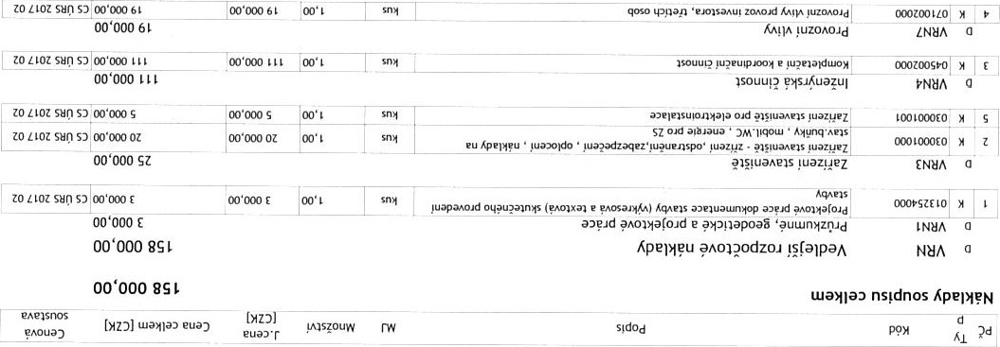 PČ Typ Kód Popis MJ Množství J.cena [CZK] Cena celkem [CZK] Cenová soustava
Náklady soupisu celkem 158 000,00
D VRN Vedlejší rozpočtové náklady 158 000,00
D VRN1 Průzkumné, geodetické a projektové práce 3 000,00
1 K 013254000 Projektové práce dokumentace stavby (výkresová a textová) skutečného provedení stavby kus 1,00 3 000,00 3 000,00 CS ÚRS 2017 02
D VRN3 Zařízení staveniště 25 000,00
2 K 030001000 Zařízení staveniště - zřízení ,odstranění,zabezpečení , oplocení , náklady na stav.buňky , mobil.WC , energie pro ZS kus 1,00 20 000,00 20 000,00 CS ÚRS 2017 02
5 K 030001001 Zařízení staveniště pro elektroinstalace kus 1,00 5 000,00 5 000,00 CS ÚRS 2017 02
D VRN4 Inženýrská činnost 111 000,00
3 K 045002000 Kompletační a koordinační činnost kus 1,00 111 000,00 111 000,00 CS ÚRS 2017 02
D VRN7 Provozní vlivy 19 000,00
4 K 071002000 Provozní vlivy provoz investora, třetích osob kus 1,00 19 000,00 19 000,00 CS ÚRS 2017 02